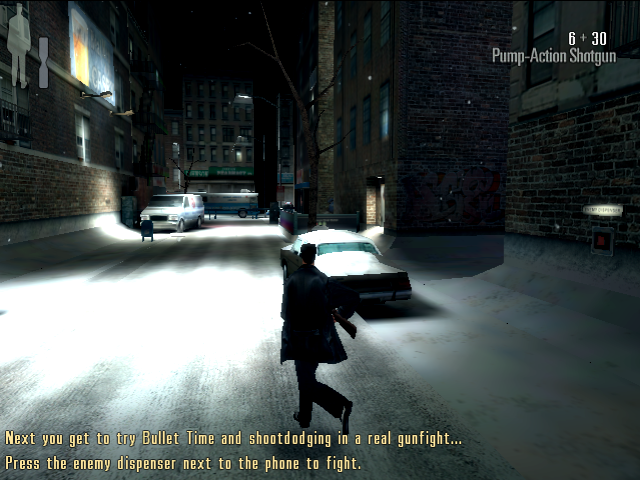 6 + 30
Pump-Action Shotgun
Next you get to try Bullet Time and shootdodging in a real gunfight...
Press the enemy dispenser next to the phone to fight.